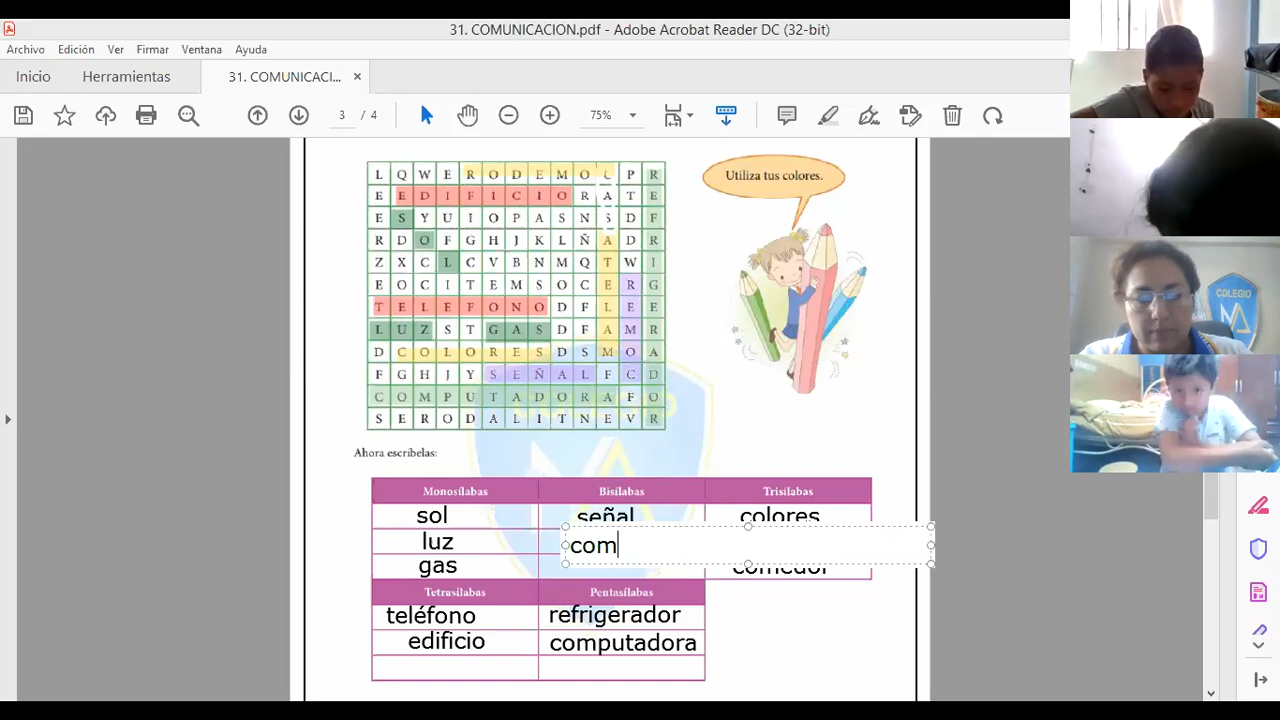 31. COMUNICACION.pdf - Adobe Acrobat Reader DC (32-bit)
Archivo Edición Ver Firmar Ventana Ayuda
Inicio Herramientas 31. COMUNICACI... ×
3 / 4 75%
L Q W E R O D E M O C P R
E E D I F I C I O R A T E
E S Y U I O P A S N S D F
R D O F G H J K L Ñ A D R
Z X C L C V B N M Q T W I
E O C I T E M S O C E R G
T E L E F O N O D F L E E
L U Z S T G A S D F A M R
D C O L O R E S D S M O A
F G H J Y S E Ñ A L F C D
C O M P U T A D O R A F O
S E R O D A L I T N E V R
Utiliza tus colores.
Ahora escribelas:
Monosílabas Bisílabas Trisílabas
sol señal colores
luz com
gas comedor
Tetrasílabas Pentasílabas
teléfono refrigerador
edificio computadora
COLEGIO